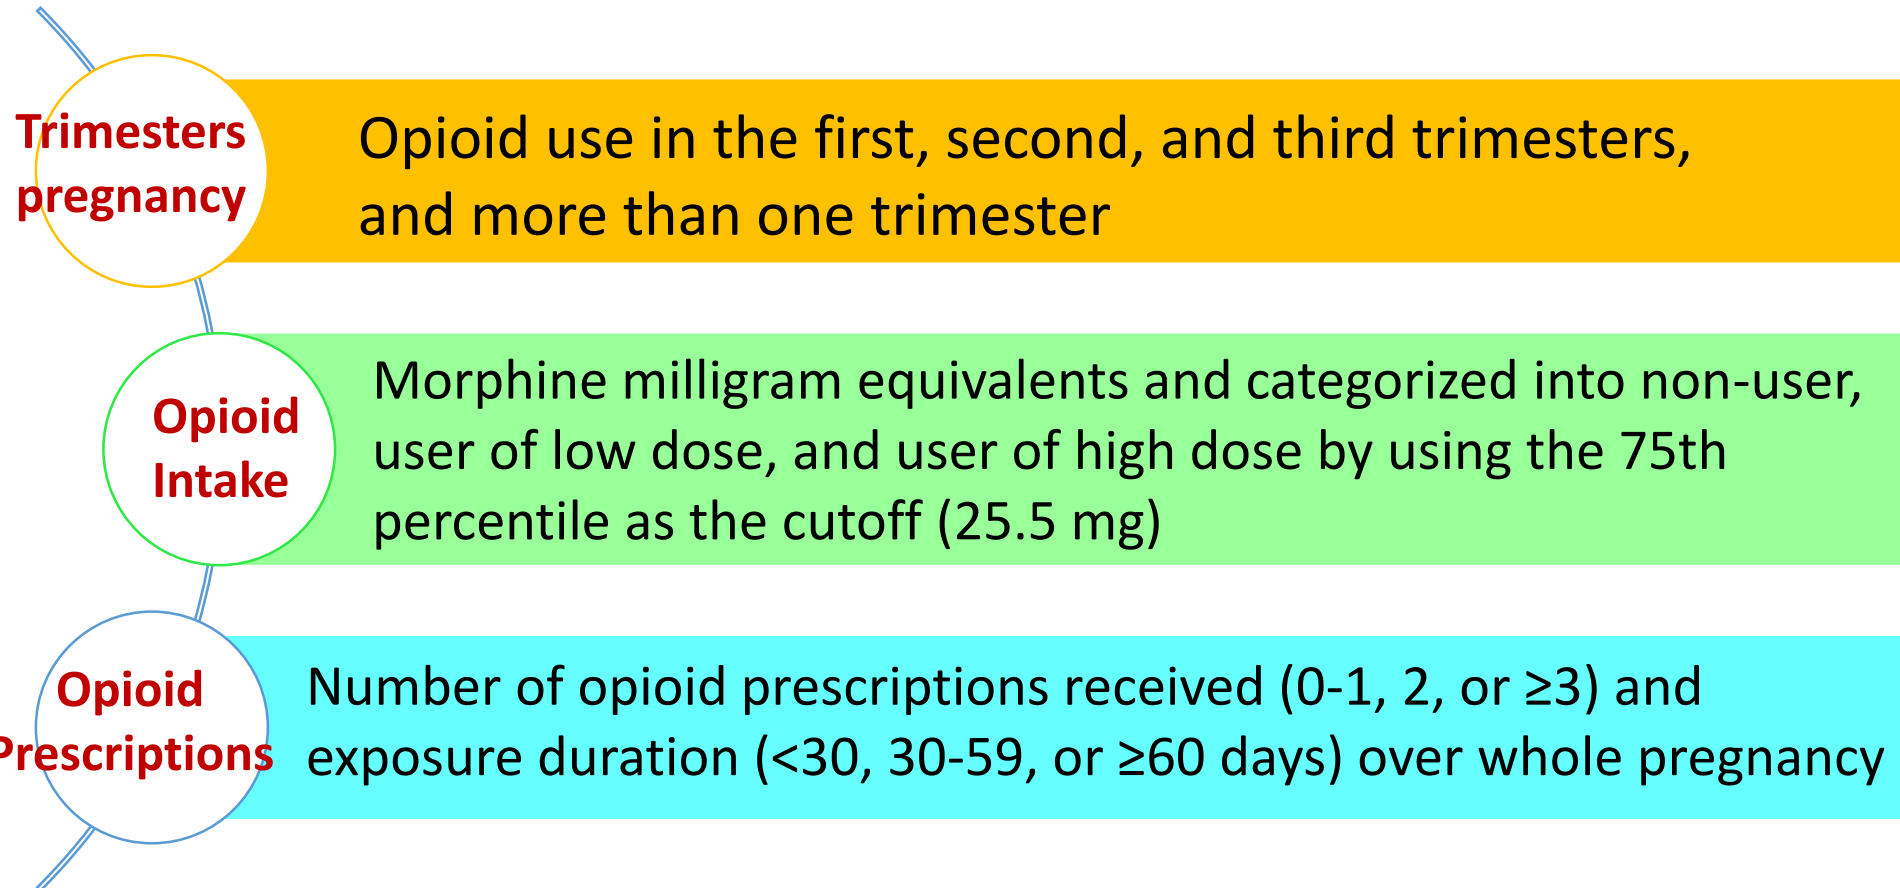 Trimesters
pregnancy
Opioid use in the first, second, and third trimesters,
and more than one trimester
Opioid
Intake
Morphine milligram equivalents and categorized into non-user,
user of low dose, and user of high dose by using the 75th
percentile as the cutoff (25.5 mg)
Opioid
Prescriptions
Number of opioid prescriptions received (0-1, 2, or ≥3) and
exposure duration (<30, 30-59, or ≥60 days) over whole pregnancy